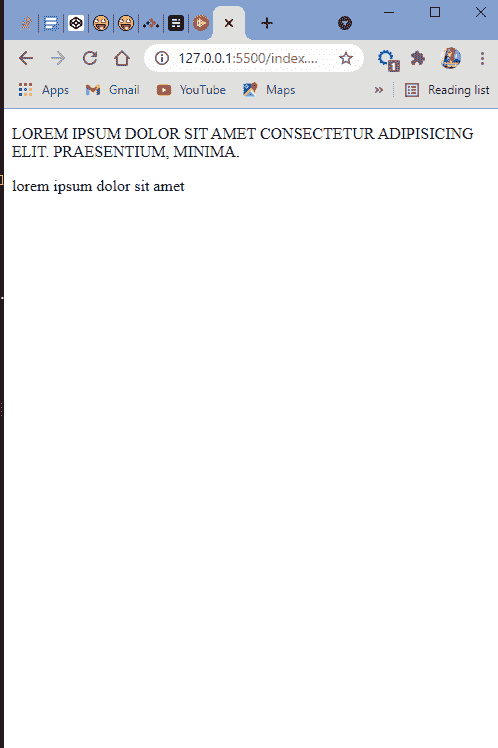 127.0.0.1:5500/index....
Apps Gmail YouTube Maps » Reading list
LOREM IPSUM DOLOR SIT AMET CONSECTETUR ADIPISICING
ELIT. PRAESENTIUM, MINIMA.
lorem ipsum dolor sit amet